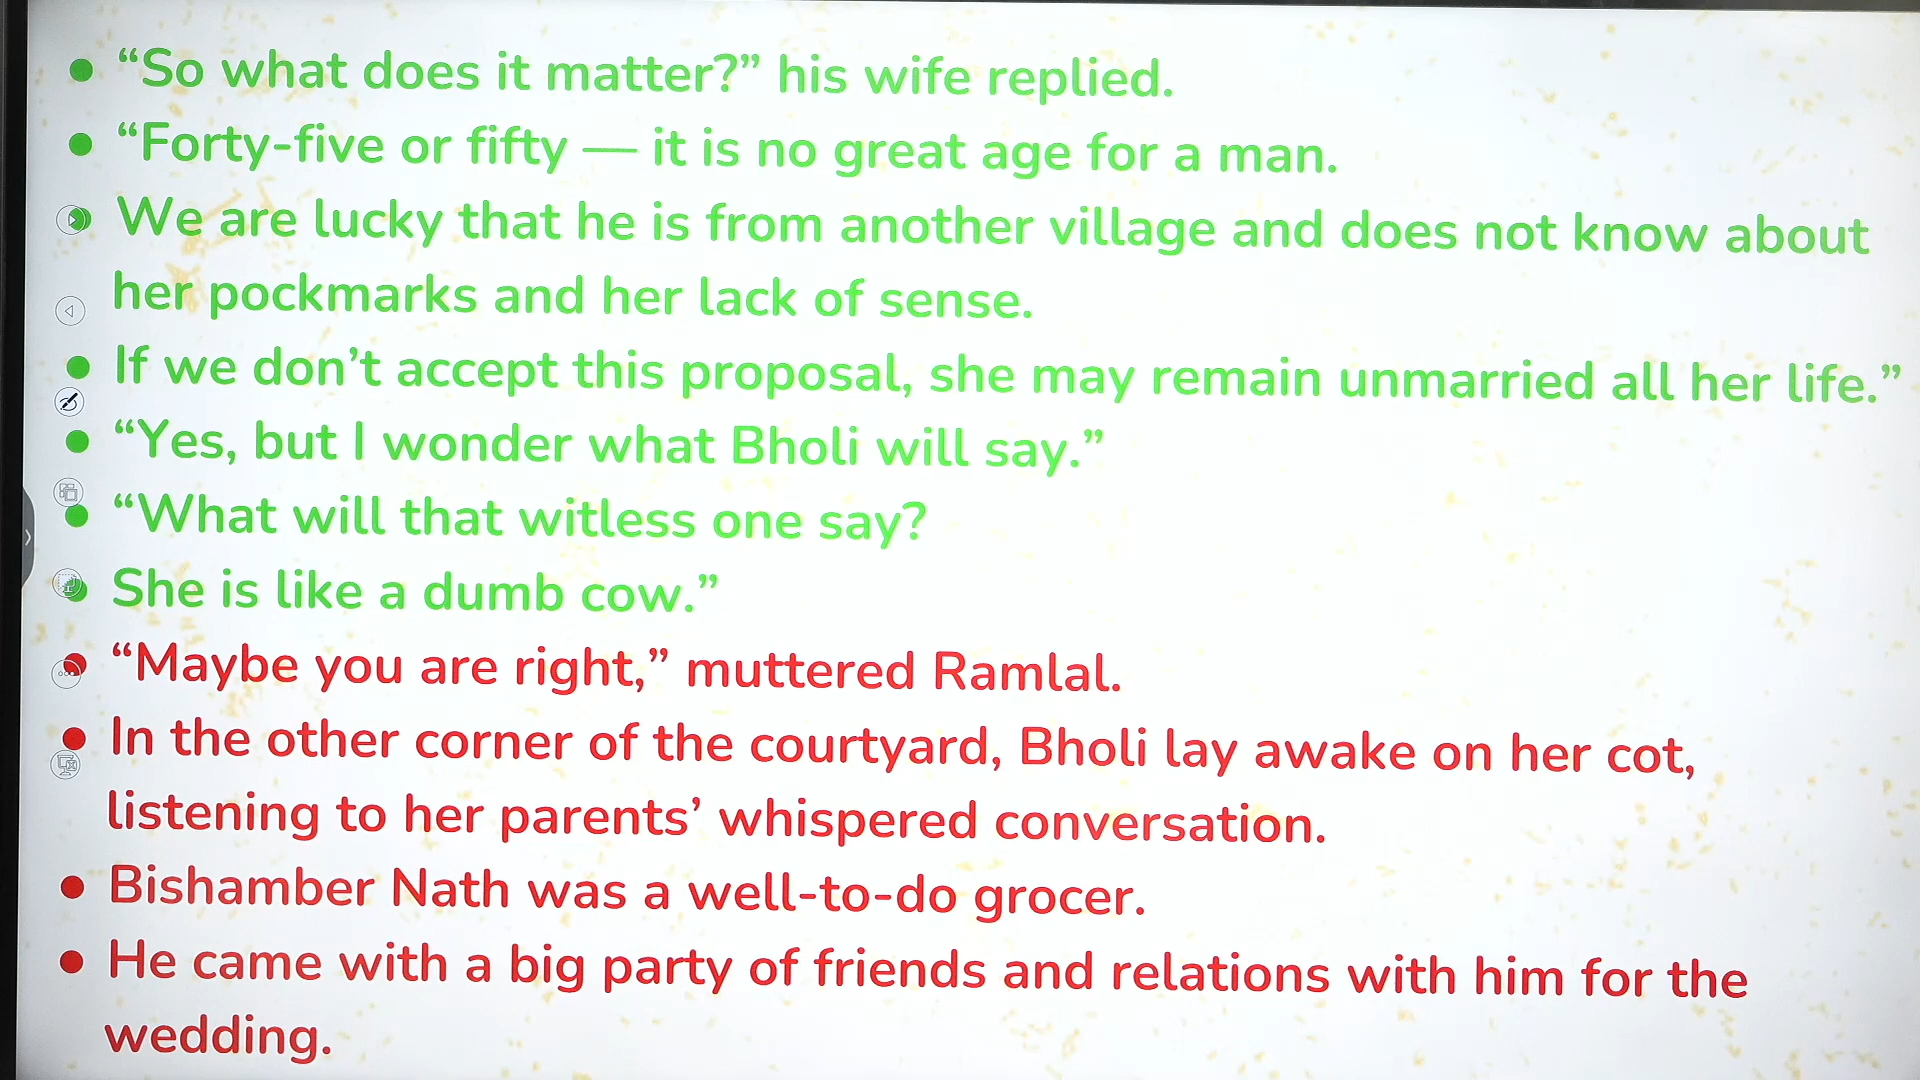 • “So what does it matter?” his wife replied.
• “Forty-five or fifty — it is no great age for a man.
• We are lucky that he is from another village and does not know about
her pockmarks and her lack of sense.
• If we don’t accept this proposal, she may remain unmarried all her life.”
• “Yes, but I wonder what Bholi will say.”
• “What will that witless one say?
• She is like a dumb cow.”
• “Maybe you are right,” muttered Ramlal.
• In the other corner of the courtyard, Bholi lay awake on her cot,
listening to her parents’ whispered conversation.
• Bishamber Nath was a well-to-do grocer.
• He came with a big party of friends and relations with him for the
wedding.